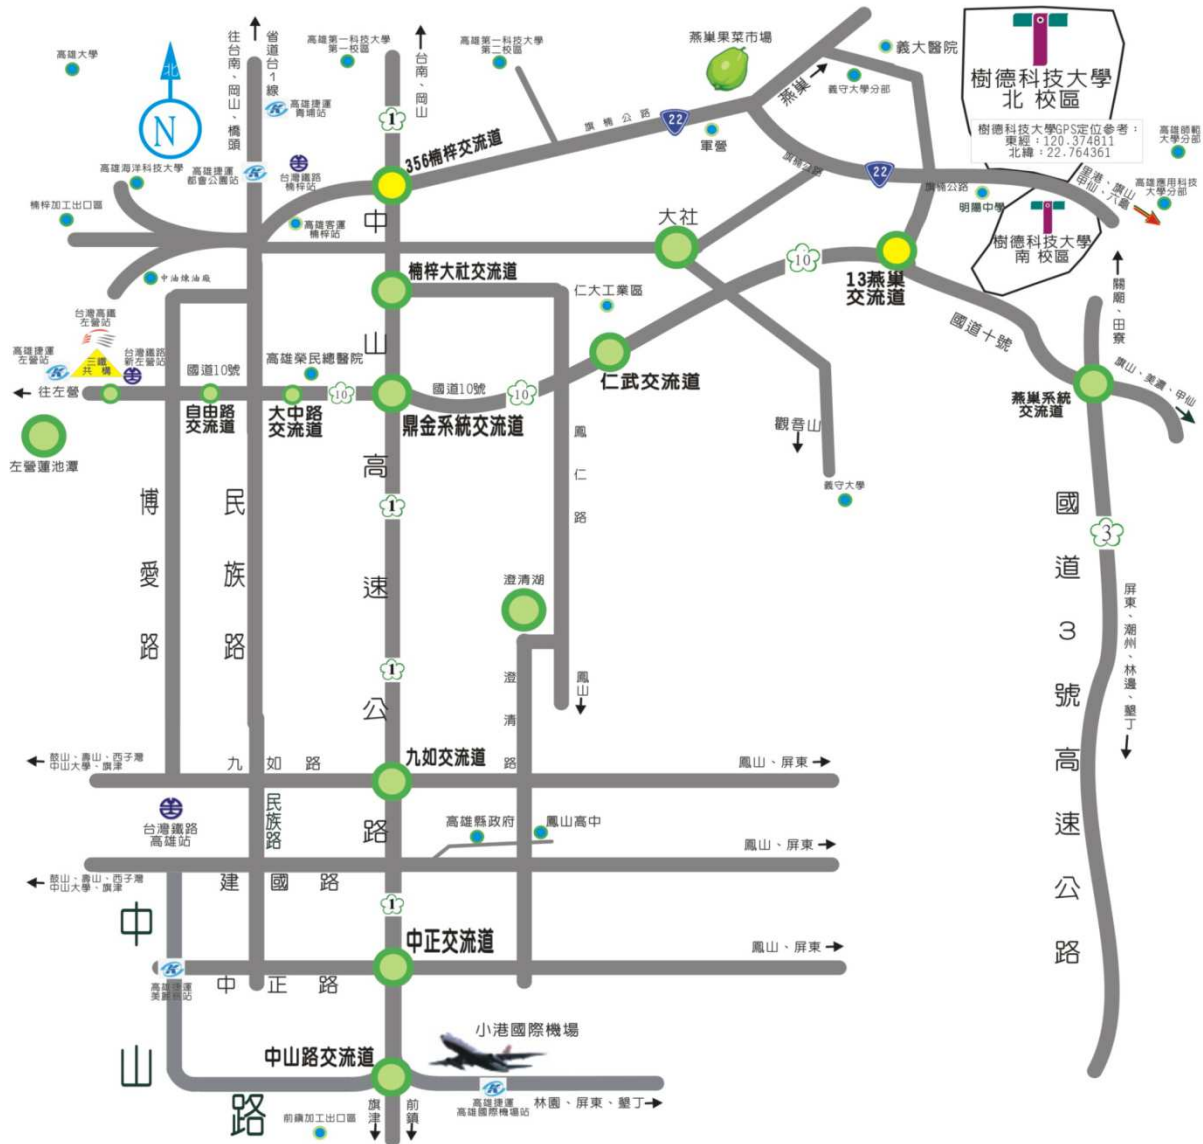 高雄大學
北
N
往台南、岡山、橋頭
省道台1線
高雄第一科技大學
第一校區
台南、岡山
高雄第一科技大學
第二校區
燕巢果菜市場
義大醫院
燕巢
義守大學分部
樹德科技大學
北 校區
樹德科技大學GPS定位參考：
東經：120.374811
北緯：22.764361
高雄師範
大學分部
高雄應用科技
大學分部
高雄捷運
青埔站
1
旗楠公路
22
軍營
高雄海洋科技大學
高雄捷運
都會公園站
台灣鐵路
楠梓站
356楠梓交流道
旗楠公路
22
旗楠公路
明陽中學
里港、旗山
甲仙、六龜
樹德科技大學
南 校區
楠梓加工出口區
高雄客運
楠梓站
大社
10
13燕巢
交流道
關廟、田寮
中油煉油廠
楠梓大社交流道
仁大工業區
國道十號
台灣高鐵
左營站
高雄捷運
左營站
三鐵
共構
台灣鐵路
新左營站
國道10號
高雄榮民總醫院
國道10號
仁武交流道
旗山、美濃、甲仙
往左營
自由路
交流道
大中路
交流道
10
鼎金系統交流道
10
燕巢系統
交流道
左營蓮池潭
鳳仁路
觀音山
義守大學
博愛路
民族路
中山高速公路
1
澄清湖
1
澄清路
鳳山
國道3號高速公路
3
屏東、潮州、林邊、墾丁
鼓山、壽山、西子灣
中山大學、旗津
九如路
九如交流道
鳳山、屏東
台灣鐵路
高雄站
民族路
高雄縣政府
鳳山高中
鳳山、屏東
鼓山、壽山、西子灣
中山大學、旗津
建國路
1
中正交流道
鳳山、屏東
高雄捷運
美麗島站
中正路
中山路
中山路交流道
小港國際機場
高雄捷運
高雄國際機場站
林園、屏東、墾丁
前鎮加工出口區
旗津
前鎮